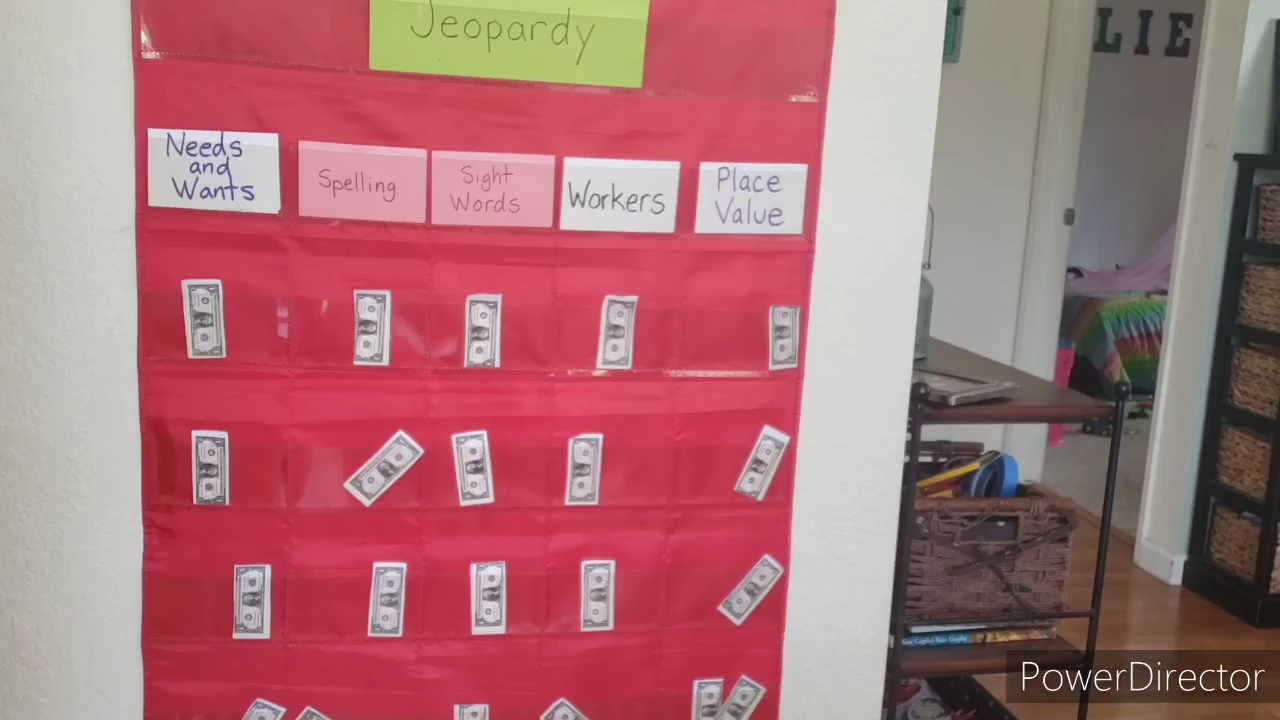 Jeopardy
Needs
and
Wants
Spelling
Sight
Words
Workers
Place
Value
LIE
PowerDirector